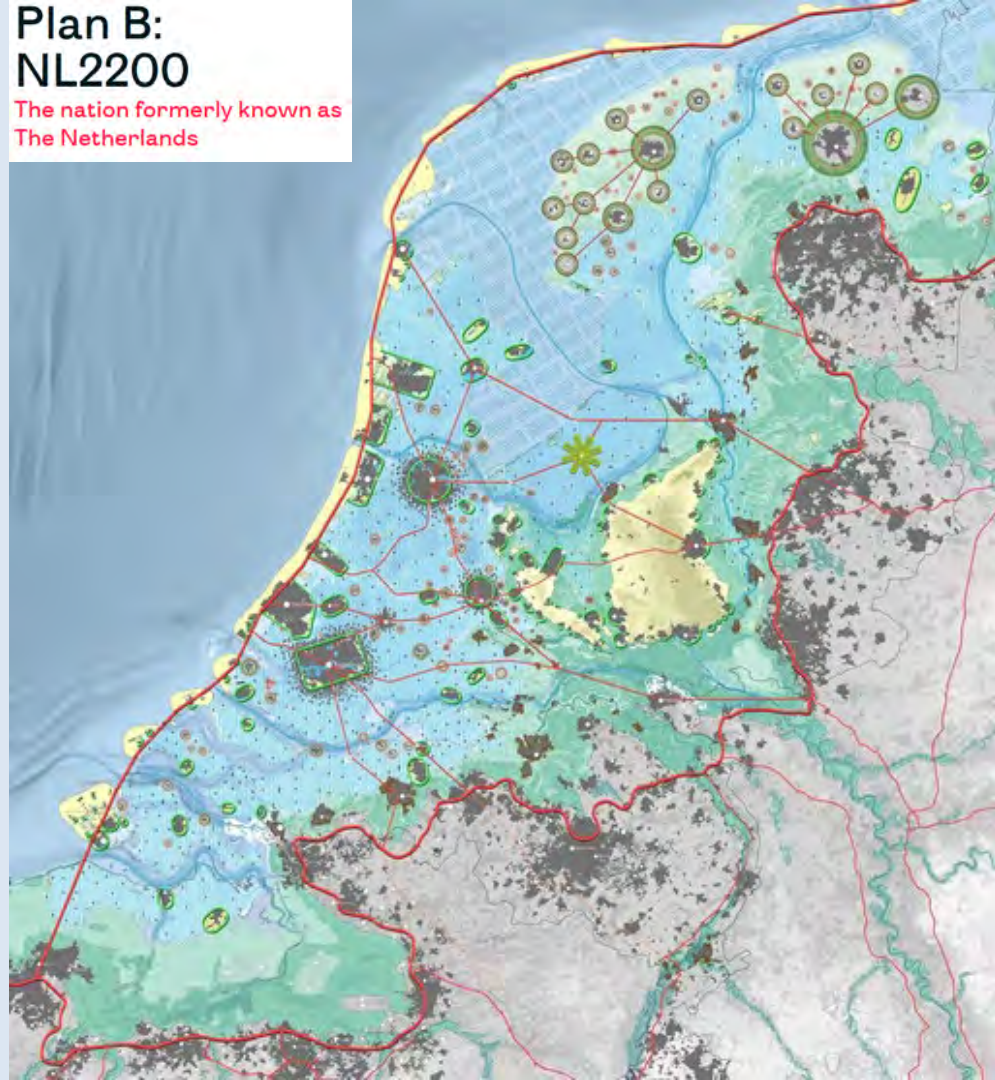 Plan B:
NL2200
The nation formerly known as
The Netherlands